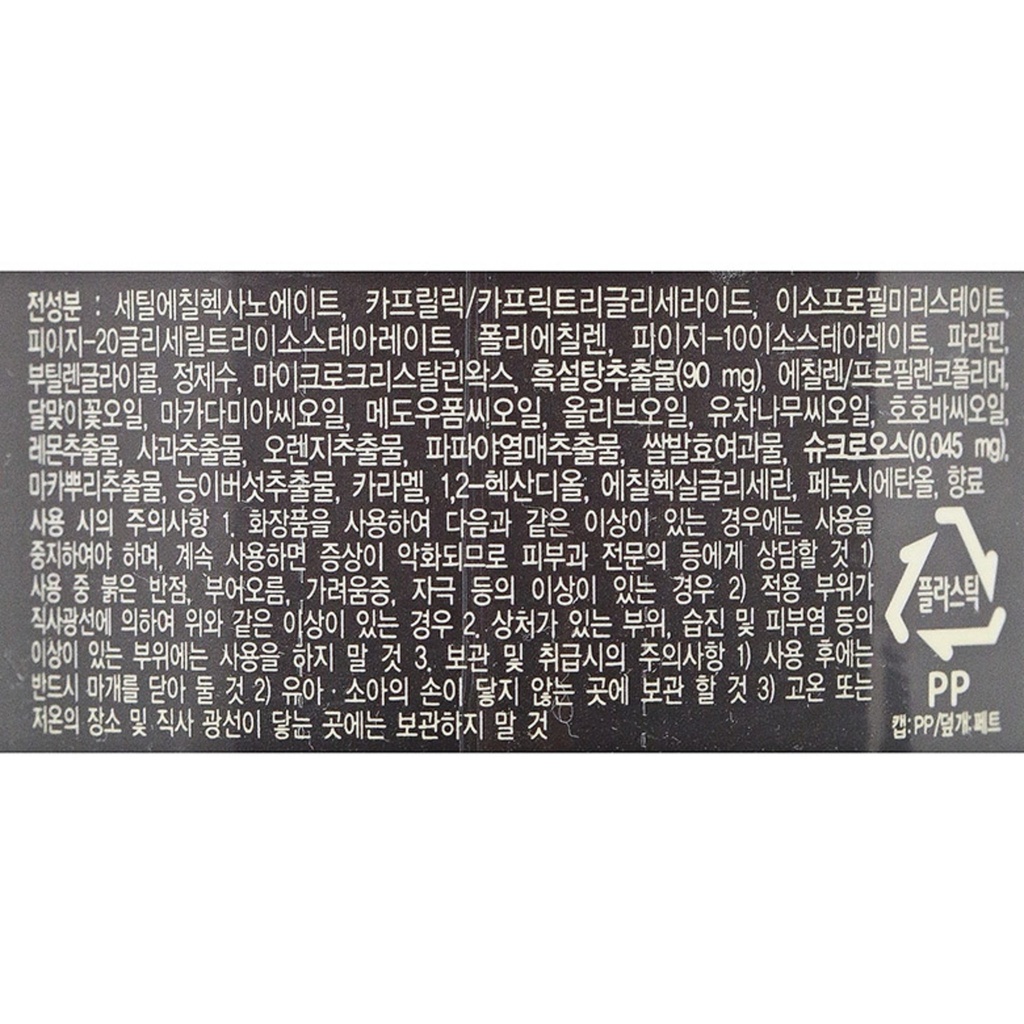 전성분 : 세틸에칠헥사노에이트, 카프릴릭/카프릭트리글리세라이드, 이소프로필미리스테이트,
피이지-20글리세릴트리이소스테아레이트, 폴리에칠렌, 파이지-10이소스테아레이트, 파라핀,
부틸렌글라이콜, 정제수, 마이크로크리스탈린왁스, 흑설탕추출물(90 mg), 에칠렌/프로필렌코폴리머,
달맞이꽃오일, 마카다미아씨오일, 메도우폼씨오일, 올리브오일, 유차나무씨오일, 호호바씨오일,
레몬추출물, 사과추출물, 오렌지추출물, 파파야열매추출물, 쌀발효여과물, 슈크로오스(0.045 mg),
마카뿌리추출물, 능이버섯추출물, 카라멜, 1,2-헥산디올, 에칠헥실글리세린, 페녹시에탄올, 향료
사용 시의 주의사항 1. 화장품을 사용하여 다음과 같은 이상이 있는 경우에는 사용을
중지하여야 하며, 계속 사용하면 증상이 악화되므로 피부과 전문의 등에게 상담할 것 1)
사용 중 붉은 반점, 부어오름, 가려움증, 자극 등의 이상이 있는 경우 2) 적용 부위가
직사광선에 의하여 위와 같은 이상이 있는 경우 2. 상처가 있는 부위, 습진 및 피부염 등의
이상이 있는 부위에는 사용을 하지 말 것 3. 보관 및 취급시의 주의사항 1) 사용 후에는
반드시 마개를 닫아 둘 것 2) 유아·소아의 손이 닿지 않는 곳에 보관 할 것 3) 고온 또는
저온의 장소 및 직사 광선이 닿는 곳에는 보관하지 말 것
플라스틱
PP
캡:PP/덮개:페트